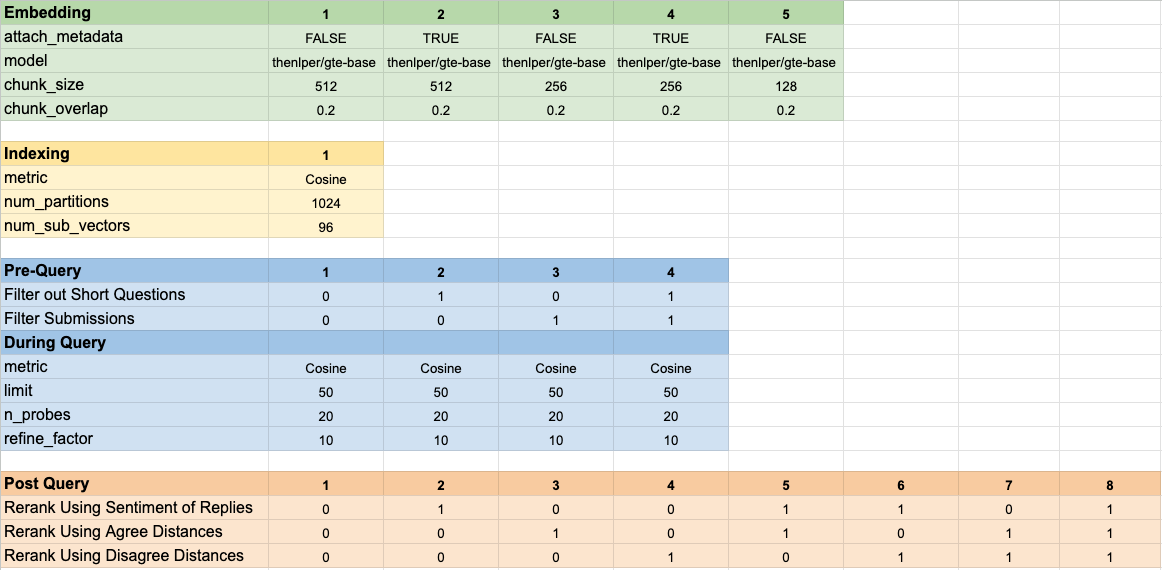 Embedding 1 2 3 4 5
attach_metadata FALSE TRUE FALSE TRUE FALSE
model thenlper/gte-base thenlper/gte-base thenlper/gte-base thenlper/gte-base thenlper/gte-base
chunk_size 512 512 256 256 128
chunk_overlap 0.2 0.2 0.2 0.2 0.2
Indexing 1
metric Cosine
num_partitions 1024
num_sub_vectors 96
Pre-Query 1 2 3 4
Filter out Short Questions 0 1 0 1
Filter Submissions 0 0 1 1
During Query
metric Cosine Cosine Cosine Cosine
limit 50 50 50 50
n_probes 20 20 20 20
refine_factor 10 10 10 10
Post Query 1 2 3 4 5 6 7 8
Rerank Using Sentiment of Replies 0 1 0 0 1 1 0 1
Rerank Using Agree Distances 0 0 1 0 1 0 1 1
Rerank Using Disagree Distances 0 0 0 1 0 1 1 1